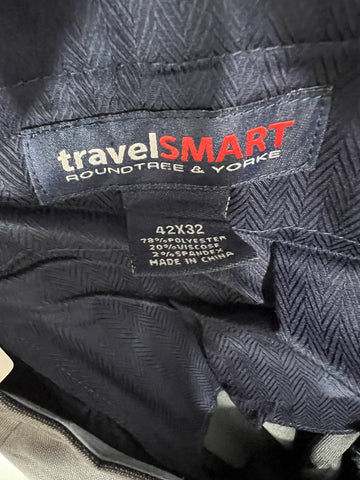 travelSMART
ROUNDTREE & YORKE
42X32
78%POLYESTER
20%VISCOSE
2%SPANDEX
MADE IN CHINA